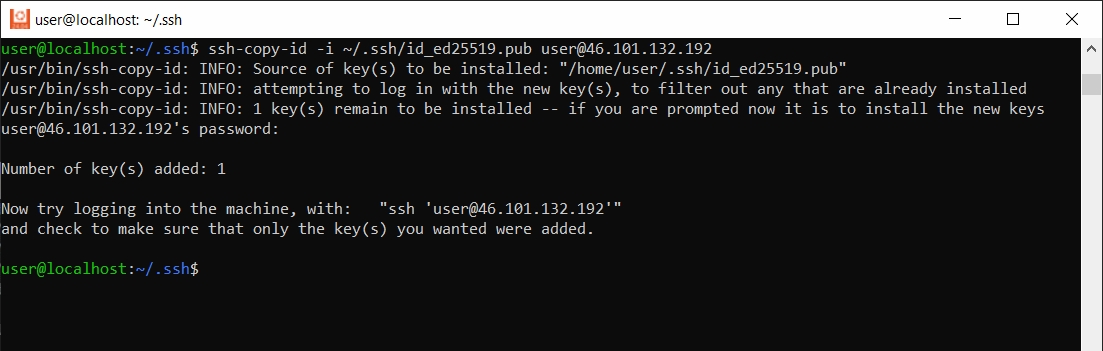 user@localhost: ~/.ssh
user@localhost:~/.ssh$ ssh-copy-id -i ~/.ssh/id_ed25519.pub user@46.101.132.192
/usr/bin/ssh-copy-id: INFO: Source of key(s) to be installed: "/home/user/.ssh/id_ed25519.pub"
/usr/bin/ssh-copy-id: INFO: attempting to log in with the new key(s), to filter out any that are already installed
/usr/bin/ssh-copy-id: INFO: 1 key(s) remain to be installed -- if you are prompted now it is to install the new keys
user@46.101.132.192's password:
Number of key(s) added: 1
Now try logging into the machine, with:   "ssh 'user@46.101.132.192'"
and check to make sure that only the key(s) you wanted were added.
user@localhost:~/.ssh$